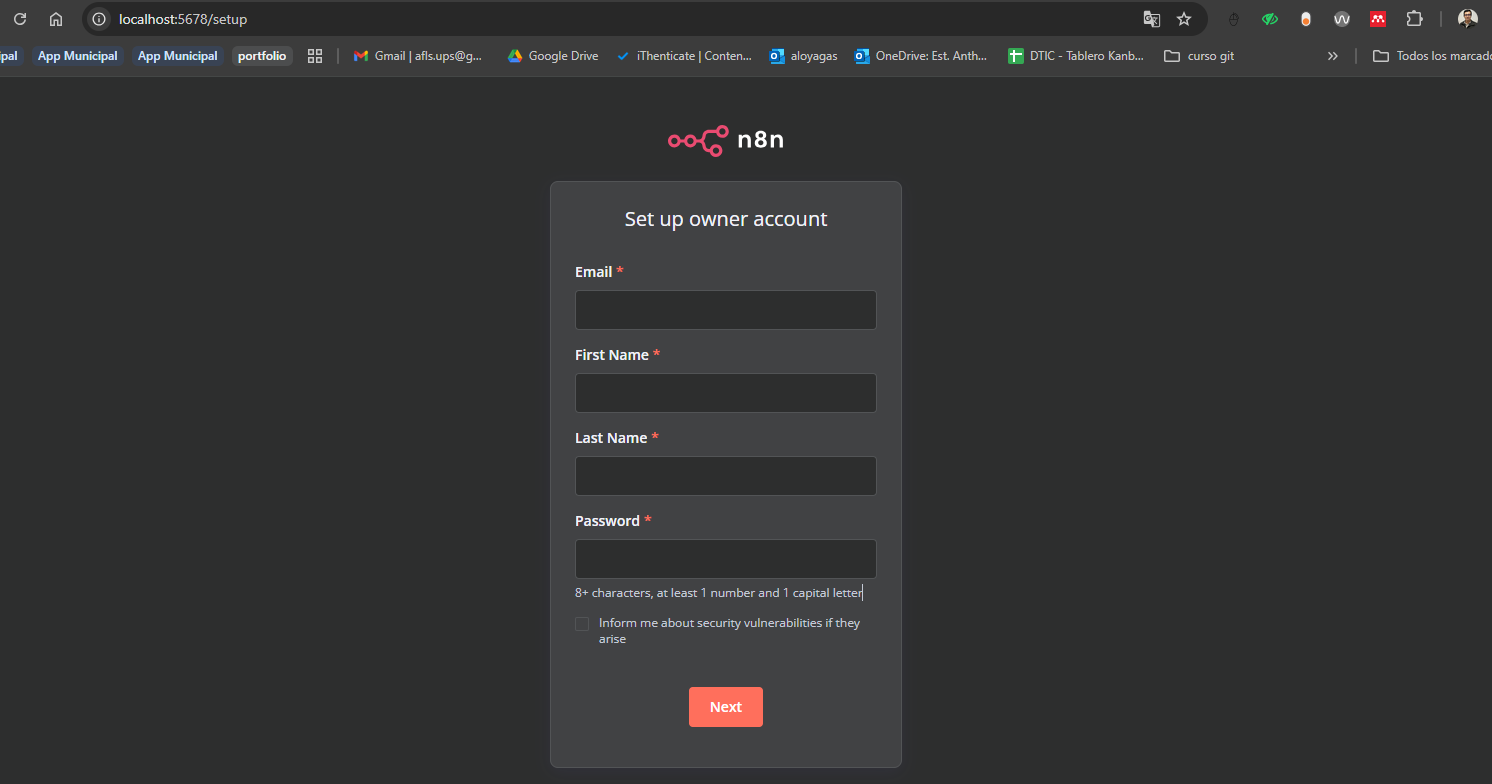 localhost:5678/setup
ipal App Municipal App Municipal portfolio Gmail | afls.ups@g... Google Drive iThenticate | Conten... aloyagas OneDrive: Est. Anth... DTIC - Tablero Kanb... curso git » Todos los marcado
n8n
Set up owner account
Email *
First Name *
Last Name *
Password *
8+ characters, at least 1 number and 1 capital letter
Inform me about security vulnerabilities if they
arise
Next